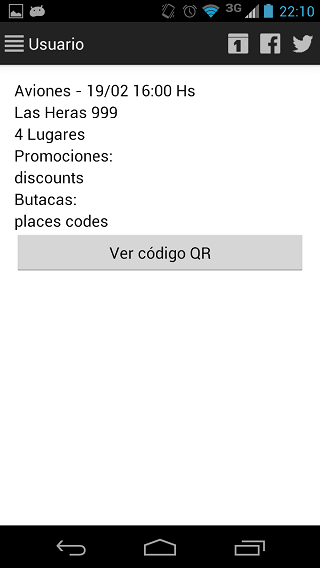 3G 22:10
Usuario 1
Aviones - 19/02 16:00 Hs
Las Heras 999
4 Lugares
Promociones:
discounts
Butacas:
places codes
Ver código QR